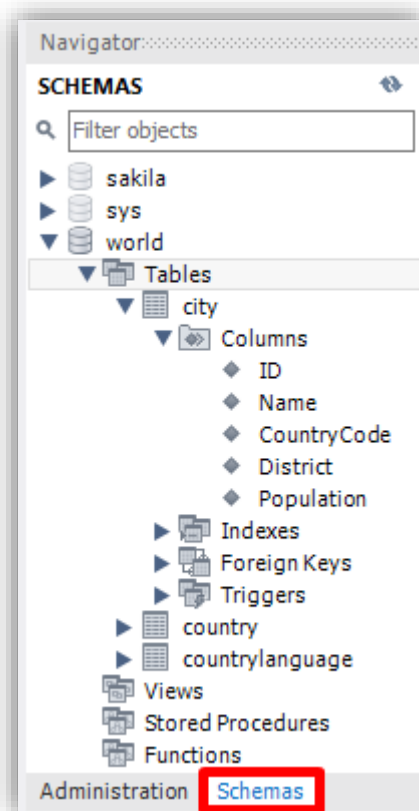 Navigator
SCHEMAS
Filter objects
sakila
sys
world
Tables
city
Columns
ID
Name
CountryCode
District
Population
Indexes
Foreign Keys
Triggers
country
countrylanguage
Views
Stored Procedures
Functions
Administration Schemas